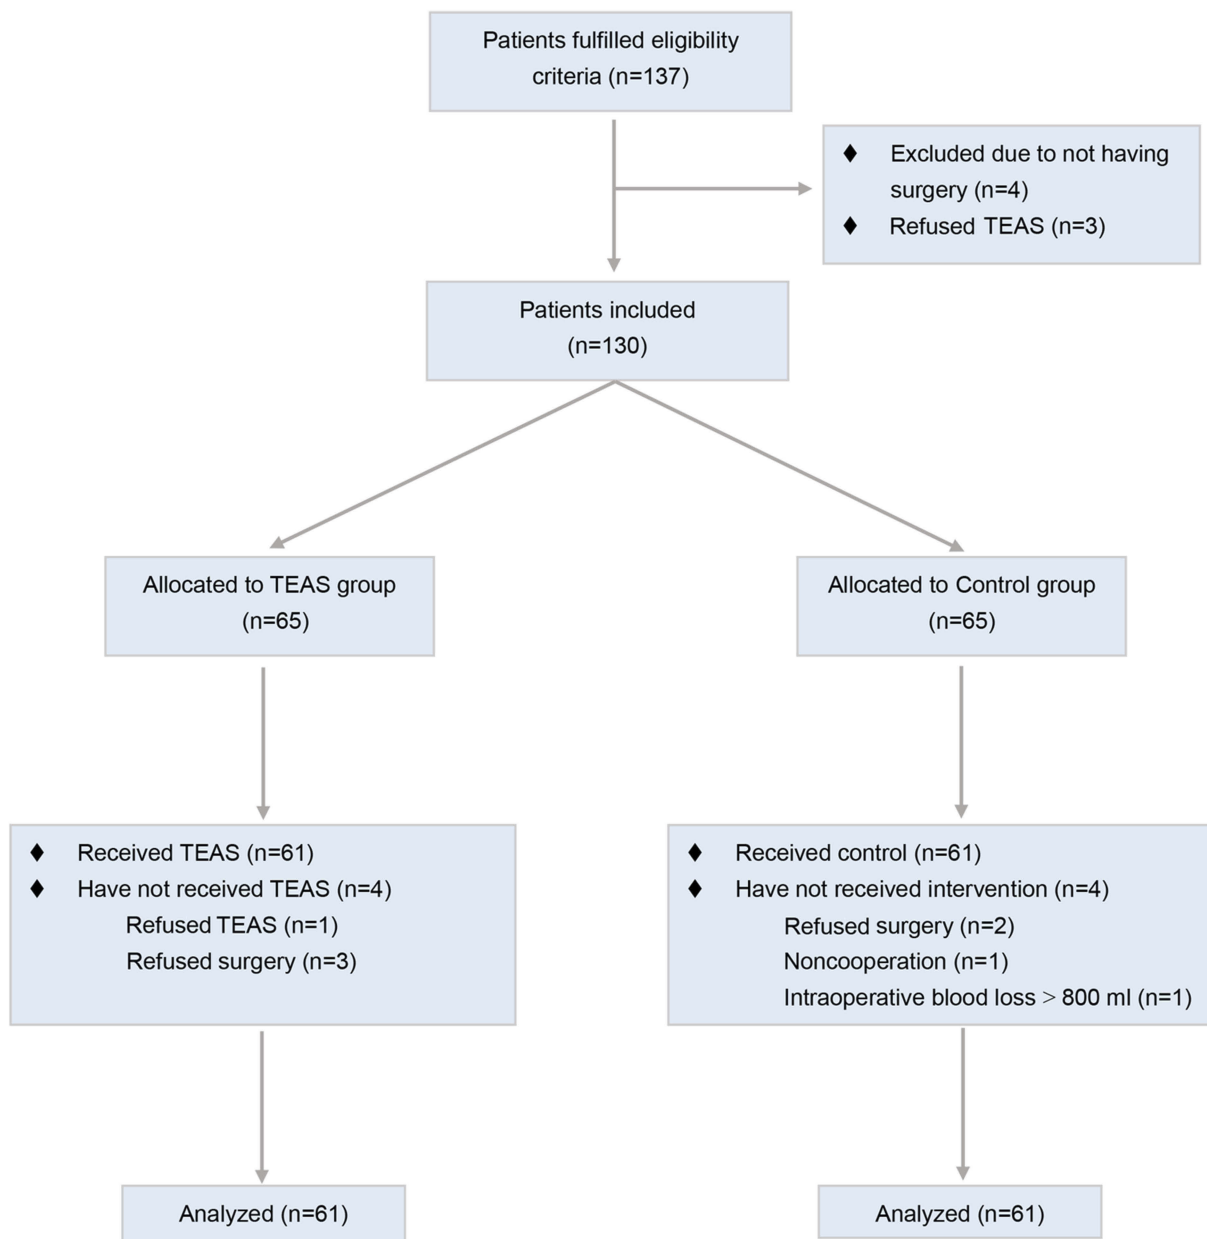 Patients fulfilled eligibility
criteria (n=137)
♦ Excluded due to not having
surgery (n=4)
♦ Refused TEAS (n=3)
Patients included
(n=130)
Allocated to TEAS group
(n=65)
Allocated to Control group
(n=65)
♦ Received TEAS (n=61)
♦ Have not received TEAS (n=4)
Refused TEAS (n=1)
Refused surgery (n=3)
♦ Received control (n=61)
♦ Have not received intervention (n=4)
Refused surgery (n=2)
Noncooperation (n=1)
Intraoperative blood loss > 800 ml (n=1)
Analyzed (n=61)
Analyzed (n=61)